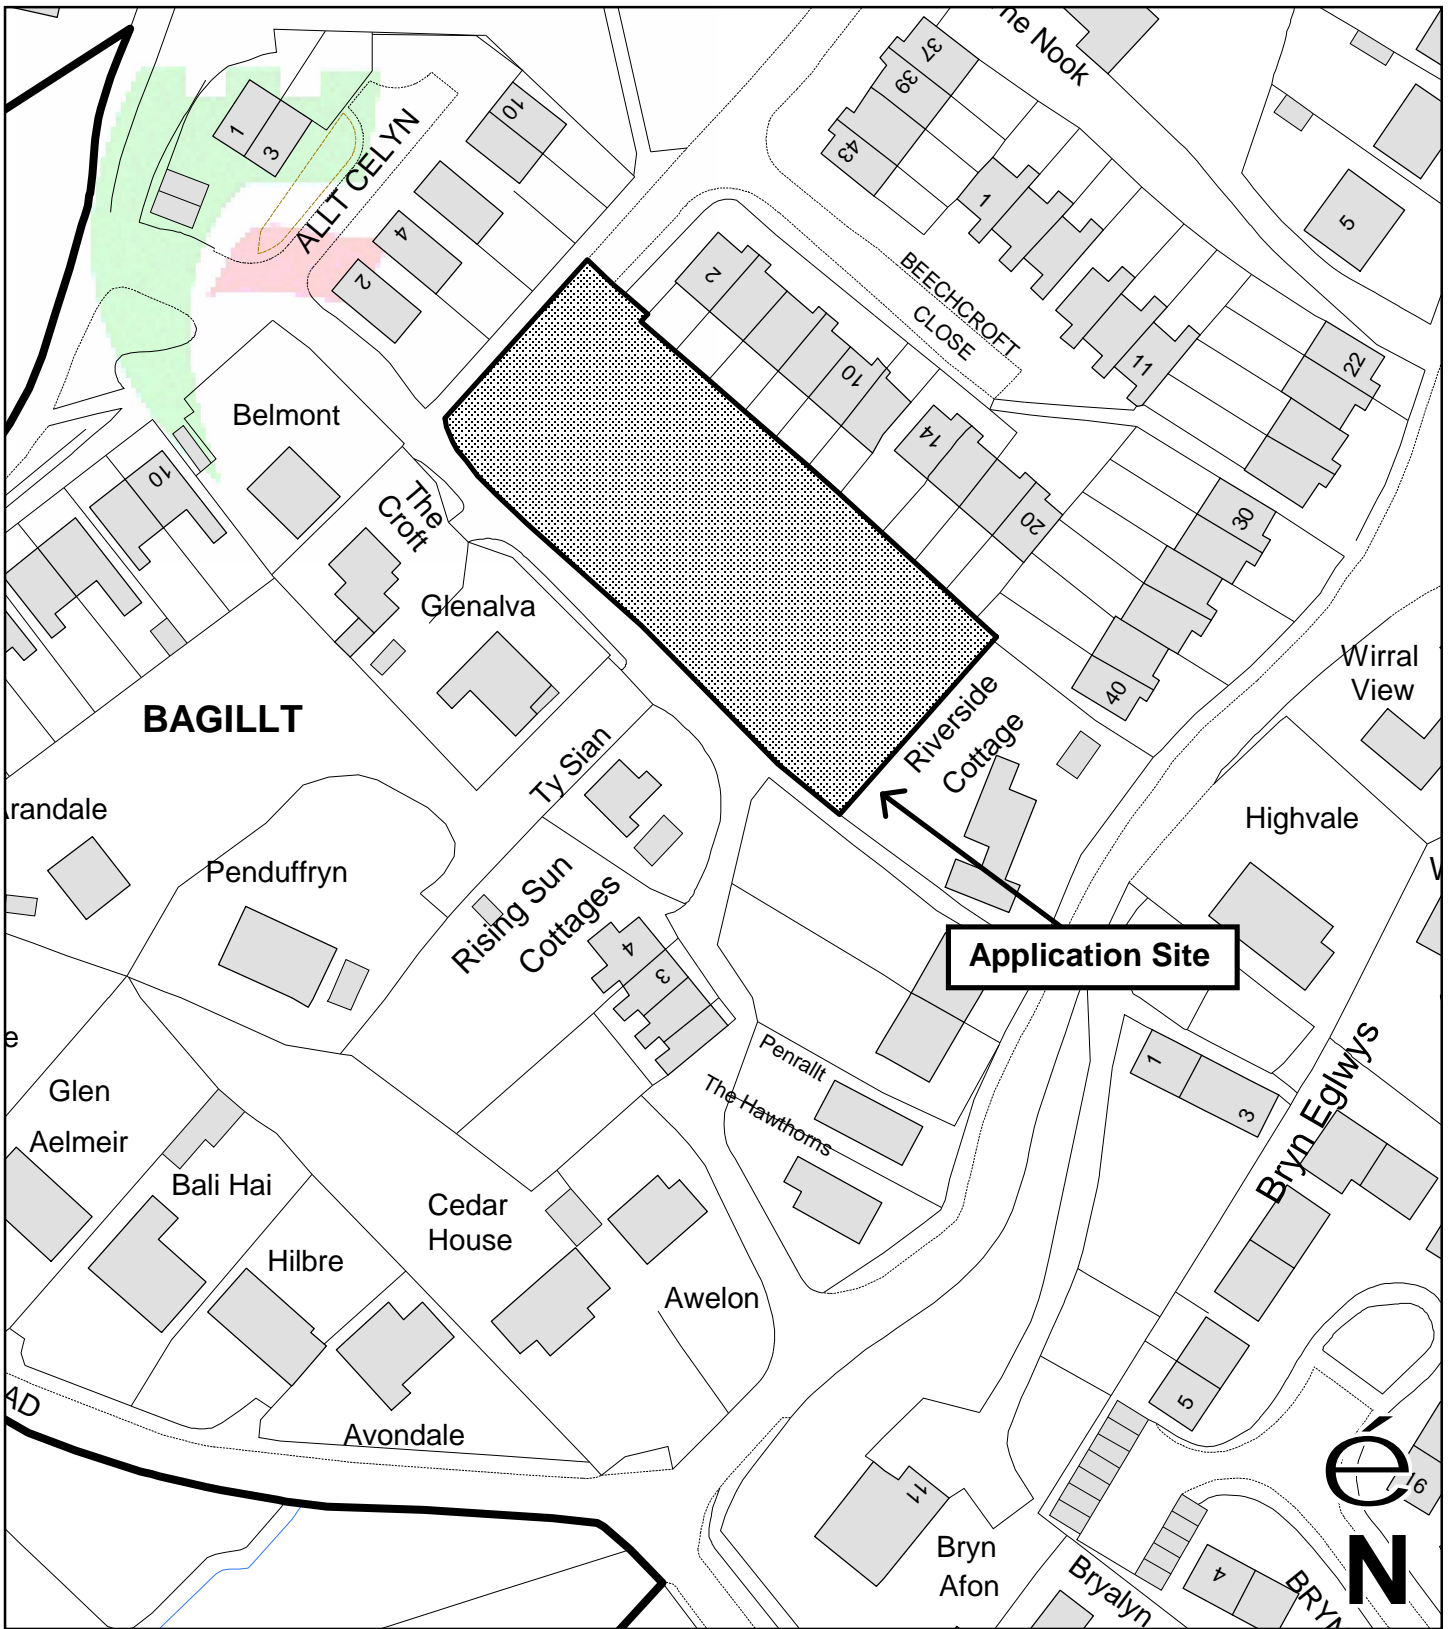 37
39
43
1
3
10
4
2
ALLT CELYN
he Nook
1
11
5
BEECHCROFT
CLOSE
2
10
14
20
22
30
40
Belmont
10
The
Croft
Glenalva
BAGILLT
Ty Sian
Riverside
Cottage
Wirral
View
Highvale
Arandale
Penduffryn
Rising Sun
Cottages
4
3
Application Site
Penrallt
The Hawthorns
1
3
Bryn Eglwys
e
Glen
Aelmeir
Bali Hai
Hilbre
Cedar
House
Awelon
Avondale
AD
5
11
Bryn
Afon
Bryalyn
4
BRYN
16
é
N